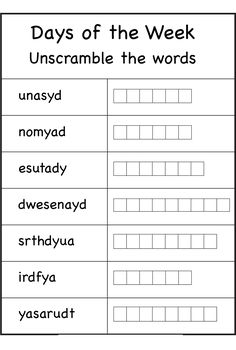 Days of the Week
Unscramble the words
unasyd
nomyad
esutady
dwesenayd
srthdyua
irdfya
yasarudt